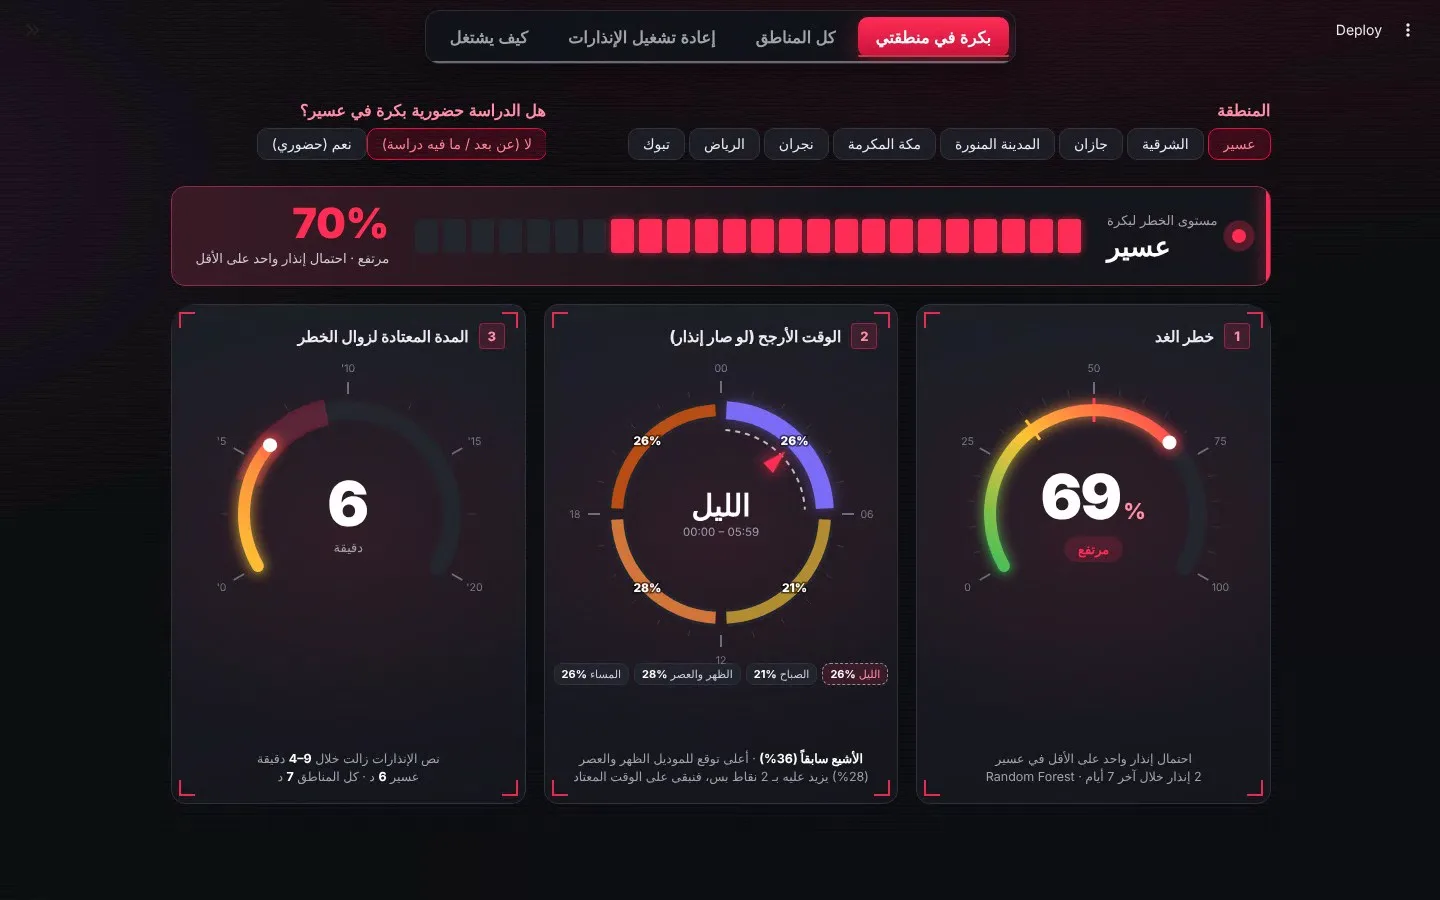 بكرة في منطقتي
كل المناطق
إعادة تشغيل الإنذارات
كيف يشتغل
Deploy
المنطقة
عسير
الشرقية
جازان
المدينة المنورة
مكة المكرمة
نجران
الرياض
تبوك
هل الدراسة حضورية بكرة في عسير؟
لا (عن بعد / ما فيه دراسة)
نعم (حضوري)
مستوى الخطر لبكرة
عسير
70%
مرتفع · احتمال إنذار واحد على الأقل
1
خطر الغد
50
25
75
0
100
69%
مرتفع
احتمال إنذار واحد على الأقل في عسير
2 إنذار خلال آخر 7 أيام · Random Forest
2
الوقت الأرجح (لو صار إنذار)
00
26%
26%
18
06
الليل
00:00 – 05:59
28%
21%
12
الليل 26%
الصباح 21%
الظهر والعصر 28%
المساء 26%
الأشيع سابقاً (36%) · أعلى توقع للموديل الظهر والعصر
(28%) يزيد عليه بـ 2 نقاط بس، فنبقى على الوقت المعتاد
3
المدة المعتادة لزوال الخطر
'10
'5
'15
'0
'20
6
دقيقة
نص الإنذارات زالت خلال 4–9 دقيقة
عسير 6 د · كل المناطق 7 د